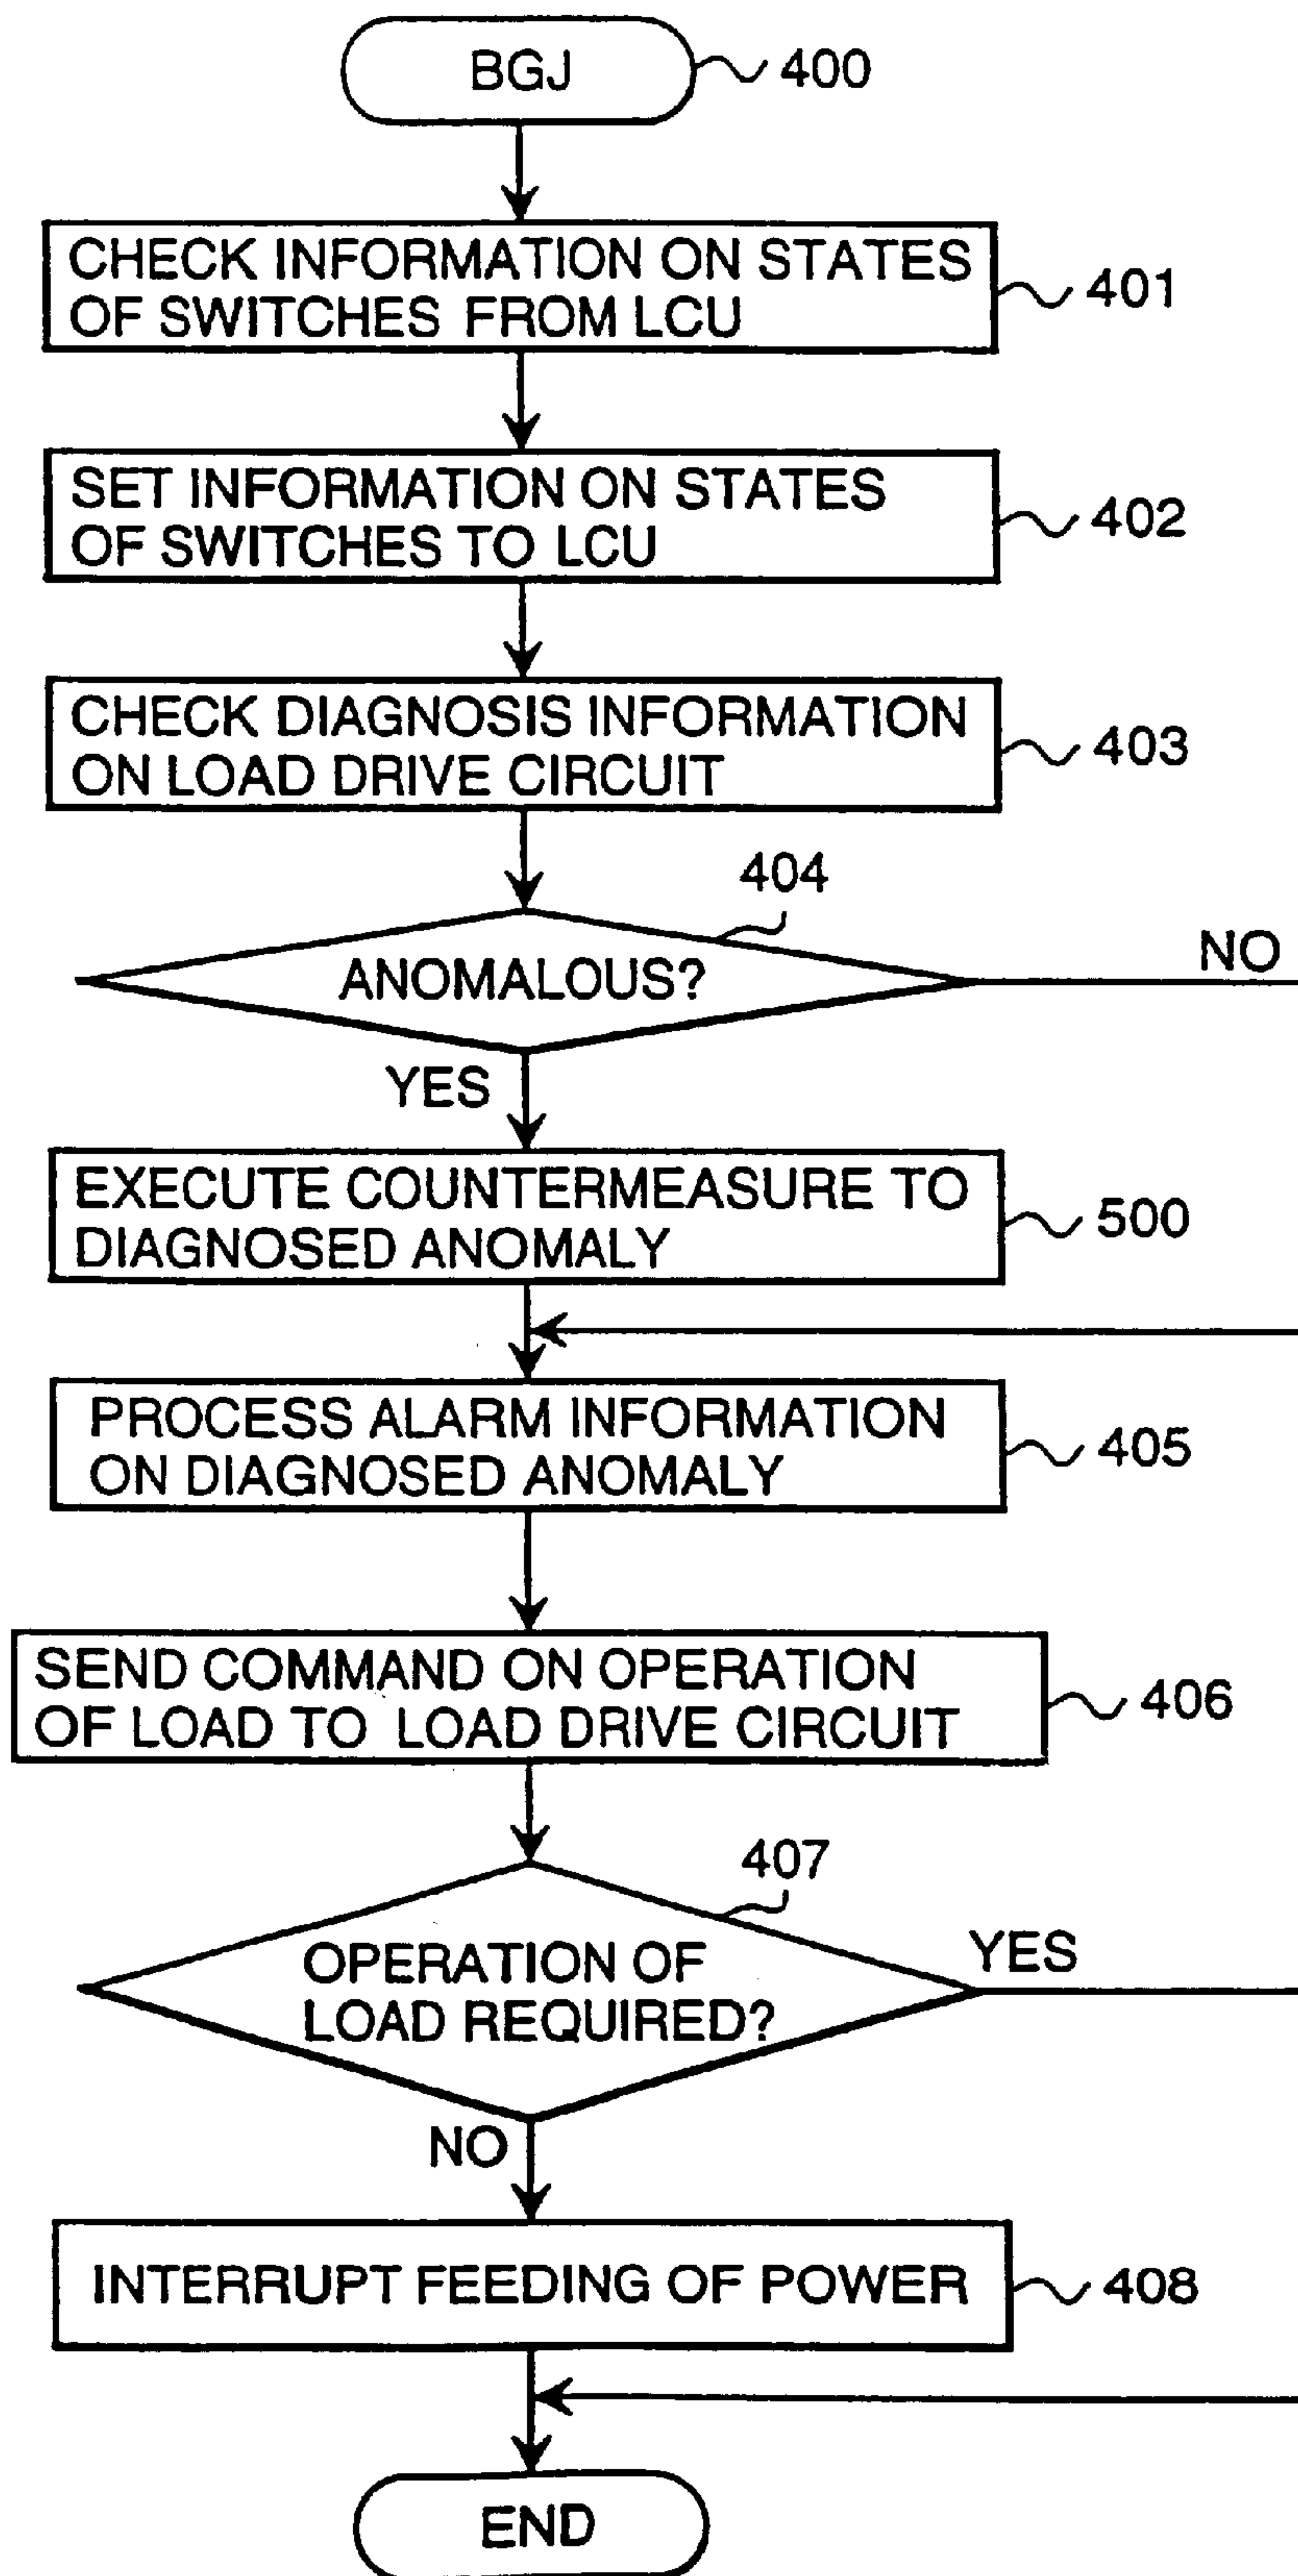 BGJ 400
CHECK INFORMATION ON STATES
OF SWITCHES FROM LCU
401
SET INFORMATION ON STATES
OF SWITCHES TO LCU
402
CHECK DIAGNOSIS INFORMATION
ON LOAD DRIVE CIRCUIT
403
404
ANOMALOUS?
NO
YES
EXECUTE COUNTERMEASURE TO
DIAGNOSED ANOMALY
500
PROCESS ALARM INFORMATION
ON DIAGNOSED ANOMALY
405
SEND COMMAND ON OPERATION
OF LOAD TO LOAD DRIVE CIRCUIT
406
407
OPERATION OF
LOAD REQUIRED?
YES
NO
INTERRUPT FEEDING OF POWER
408
END